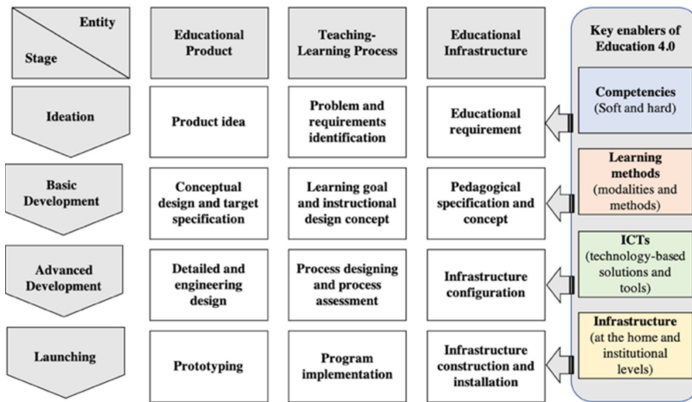 Entity
Stage
Educational
Product
Teaching-
Learning Process
Educational
Infrastructure
Key enablers of
Education 4.0
Ideation
Product idea
Problem and
requirements
identification
Educational
requirement
Competencies
(Soft and hard)
Basic
Development
Conceptual
design and target
specification
Learning goal
and instructional
design concept
Pedagogical
specification and
concept
Learning
methods
(modalities and
methods)
Advanced
Development
Detailed and
engineering
design
Process designing
and process
assessment
Infrastructure
configuration
ICTs
(technology-based
solutions and
tools)
Launching
Prototyping
Program
implementation
Infrastructure
construction and
installation
Infrastructure
(at the home and
institutional
levels)